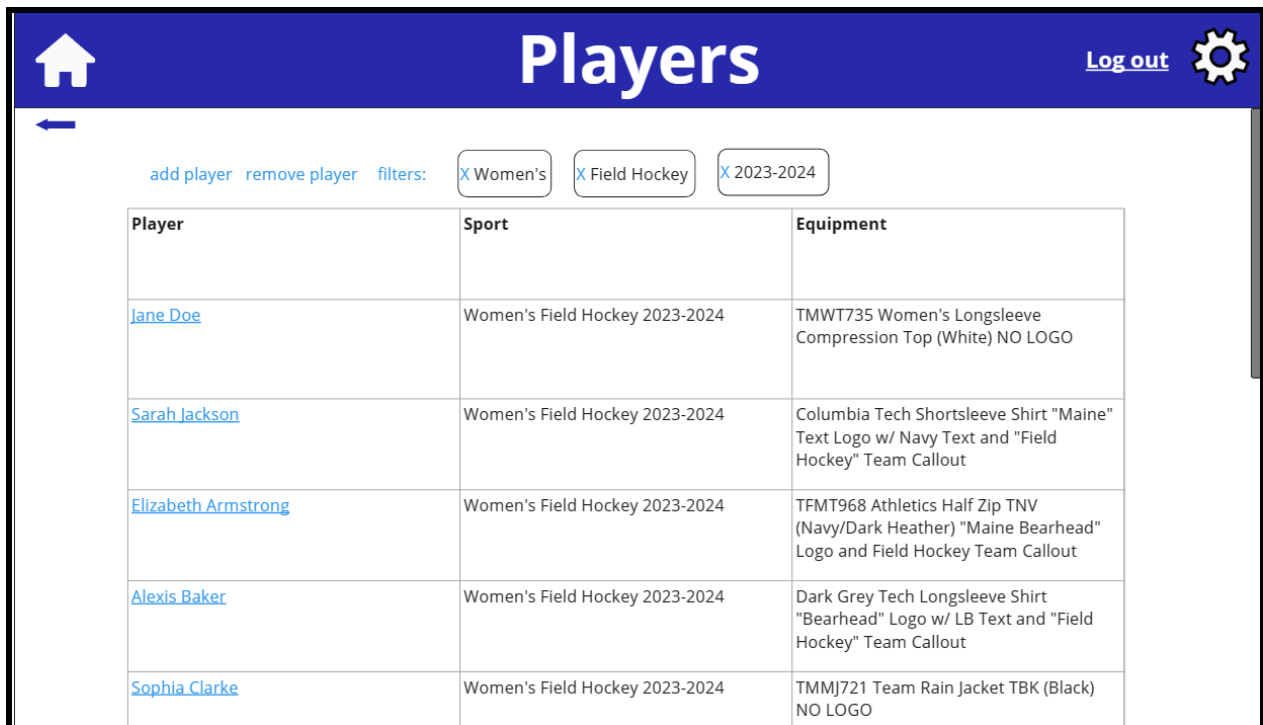 Players
Log out
add player remove player filters: X Women's X Field Hockey X 2023-2024
Player Sport Equipment
Jane Doe Women's Field Hockey 2023-2024 TMWT735 Women's Longsleeve
Compression Top (White) NO LOGO
Sarah Jackson Women's Field Hockey 2023-2024 Columbia Tech Shortsleeve Shirt "Maine"
Text Logo w/ Navy Text and "Field
Hockey" Team Callout
Elizabeth Armstrong Women's Field Hockey 2023-2024 TFMT968 Athletics Half Zip TNV
(Navy/Dark Heather) "Maine Bearhead"
Logo and Field Hockey Team Callout
Alexis Baker Women's Field Hockey 2023-2024 Dark Grey Tech Longsleeve Shirt
"Bearhead" Logo w/ LB Text and "Field
Hockey" Team Callout
Sophia Clarke Women's Field Hockey 2023-2024 TMMJ721 Team Rain Jacket TBK (Black)
NO LOGO